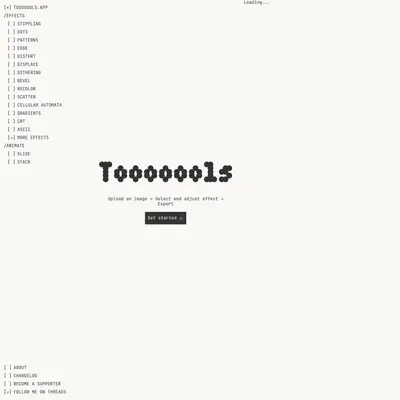 Loading...
[+] TOOOOOOLS.APP
/EFFECTS
[ ] STIPPLING
[ ] DOTS
[ ] PATTERNS
[ ] EDGE
[ ] DISTORT
[ ] DISPLACE
[ ] DITHERING
[ ] BEVEL
[ ] RECOLOR
[ ] SCATTER
[ ] CELLULAR AUTOMATA
[ ] GRADIENTS
[ ] CRT
[ ] ASCII
[↗] MORE EFFECTS
/ANIMATE
[ ] SLIDE
[ ] STACK
Tooooools
Upload an image → Select and adjust effect →
Export
Get started →
[ ] ABOUT
[ ] CHANGELOG
[ ] BECOME A SUPPORTER
[↗] FOLLOW ME ON THREADS